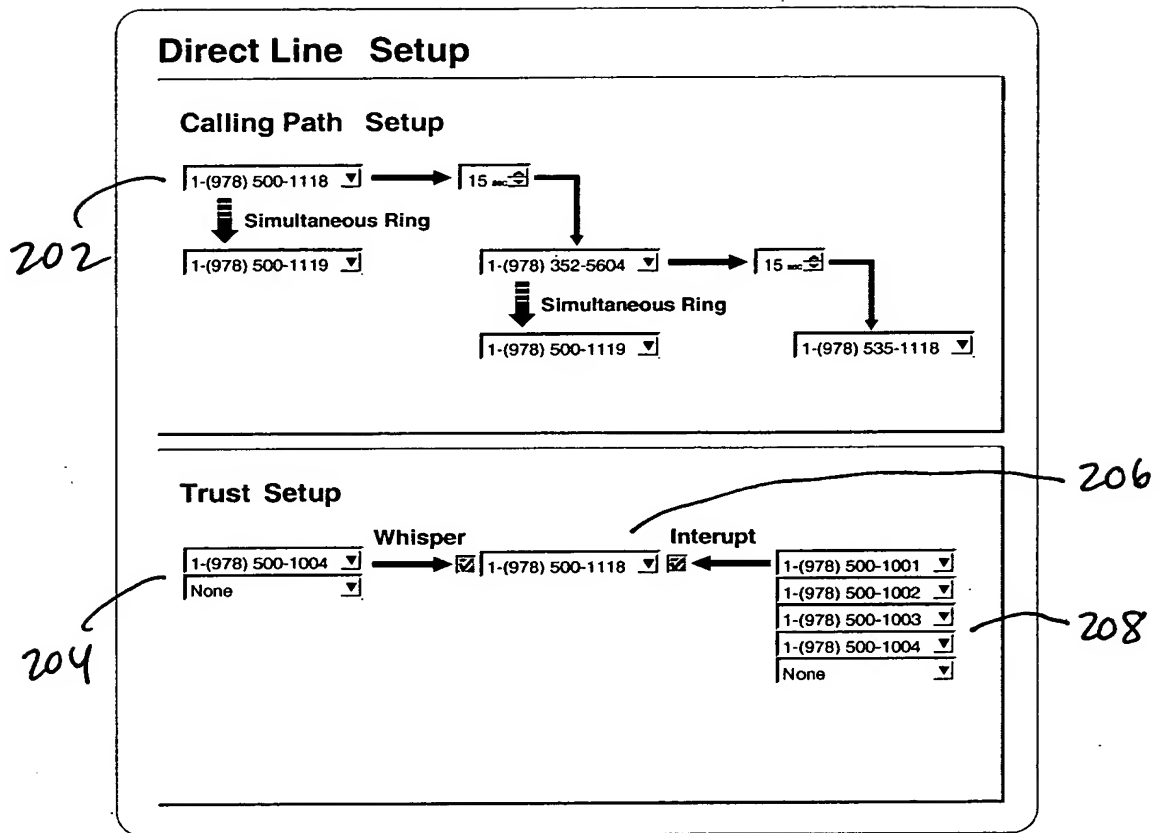 Direct Line Setup
Calling Path Setup
1-(978) 500-1118
15 sec
Simultaneous Ring
202
1-(978) 500-1119
1-(978) 352-5604
15 sec
Simultaneous Ring
1-(978) 500-1119
1-(978) 535-1118
Trust Setup
206
Whisper
Interupt
1-(978) 500-1004
1-(978) 500-1118
1-(978) 500-1001
None
1-(978) 500-1002
1-(978) 500-1003
208
204
1-(978) 500-1004
None